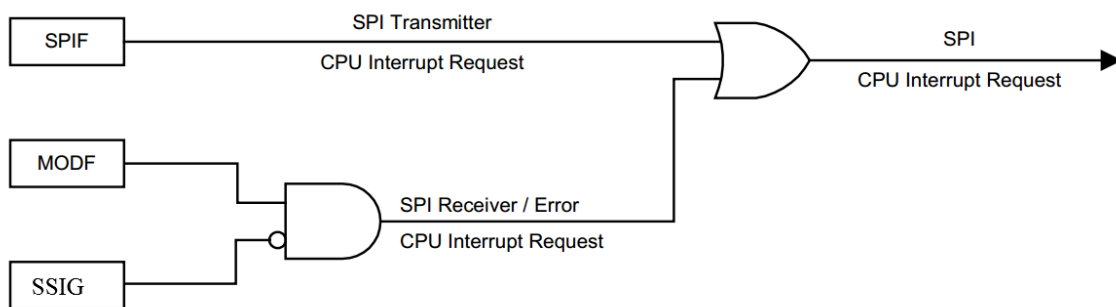 SPIF
SPI Transmitter
CPU Interrupt Request
SPI
CPU Interrupt Request
MODF
SPI Receiver / Error
CPU Interrupt Request
SSIG